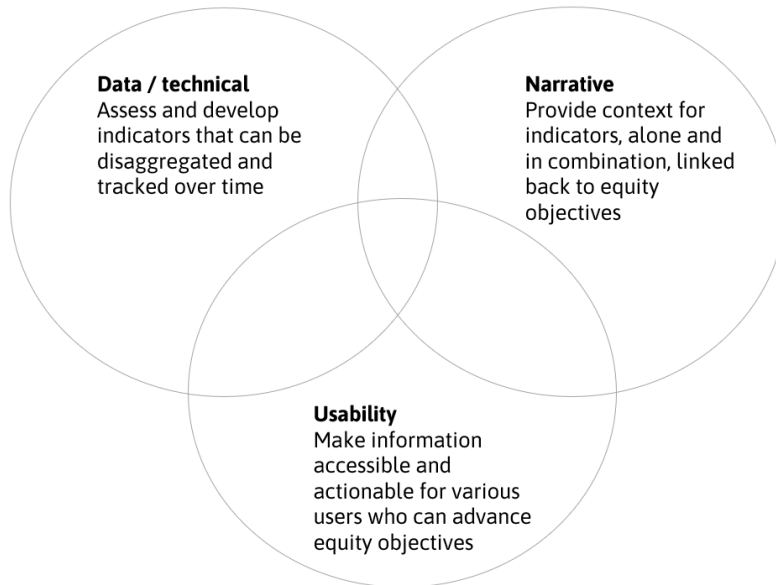 Data / technical
Assess and develop
indicators that can be
disaggregated and
tracked over time
Narrative
Provide context for
indicators, alone and
in combination, linked
back to equity
objectives
Usability
Make information
accessible and
actionable for various
users who can advance
equity objectives